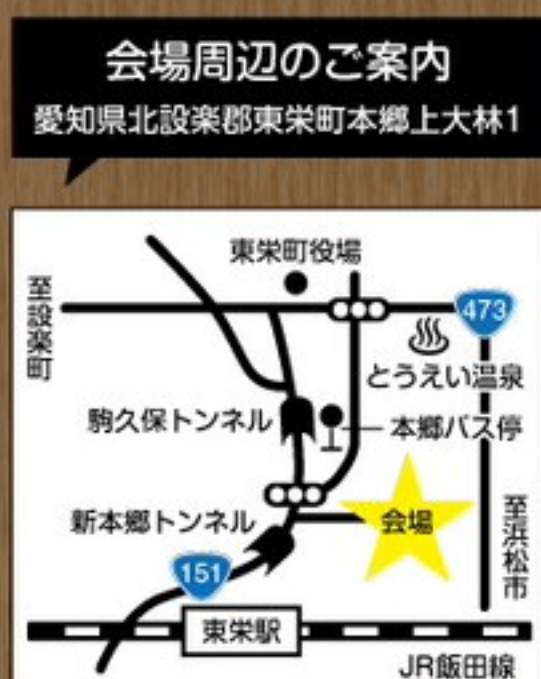 会場周辺のご案内
愛知県北設楽郡東栄町本郷上大林1
東栄町役場
至設楽町
473
とうえい温泉
駒久保トンネル
本郷バス停
新本郷トンネル
会場
至浜松市
151
東栄駅
JR飯田線